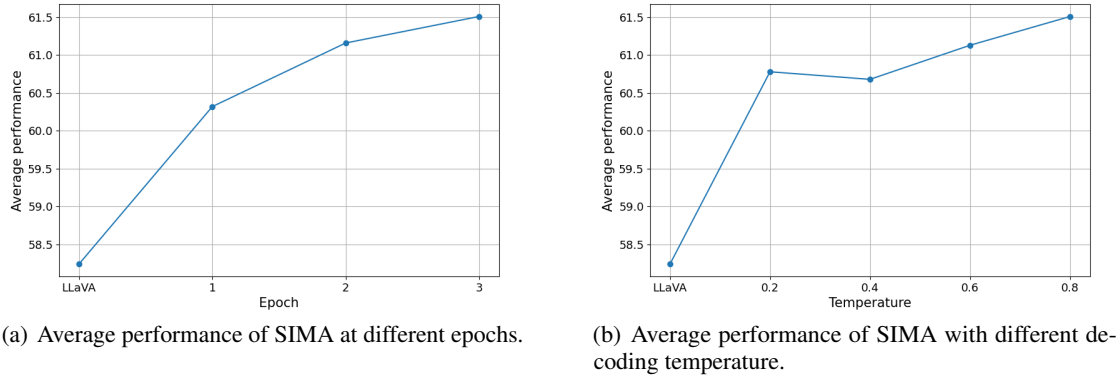 61.5
61.0
60.5
60.0
59.5
59.0
58.5
Average performance
LLaVA 1 2 3
Epoch
(a) Average performance of SIMA at different epochs.
61.5
61.0
60.5
60.0
59.5
59.0
58.5
Average performance
LLaVA 0.2 0.4 0.6 0.8
Temperature
(b) Average performance of SIMA with different de-
coding temperature.